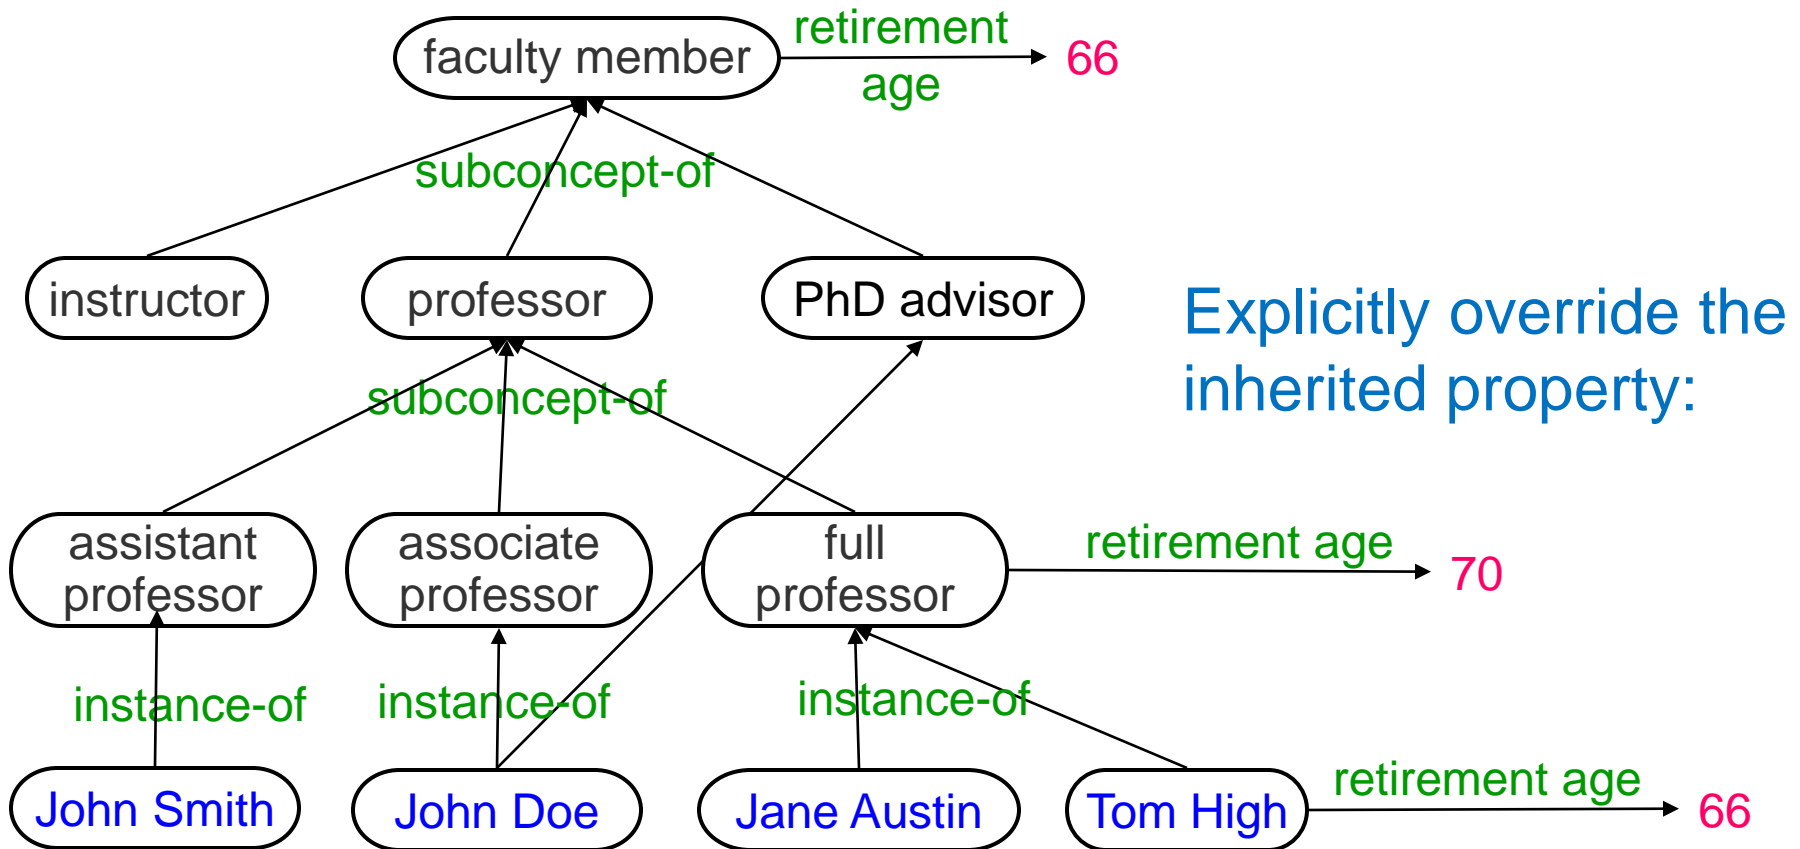 faculty member
retirement
age
66
subconcept-of
instructor
professor
PhD advisor
Explicitly override the
inherited property:
subconcept-of
assistant
professor
associate
professor
full
professor
retirement age
70
instance-of
instance-of
instance-of
John Smith
John Doe
Jane Austin
Tom High
retirement age
66